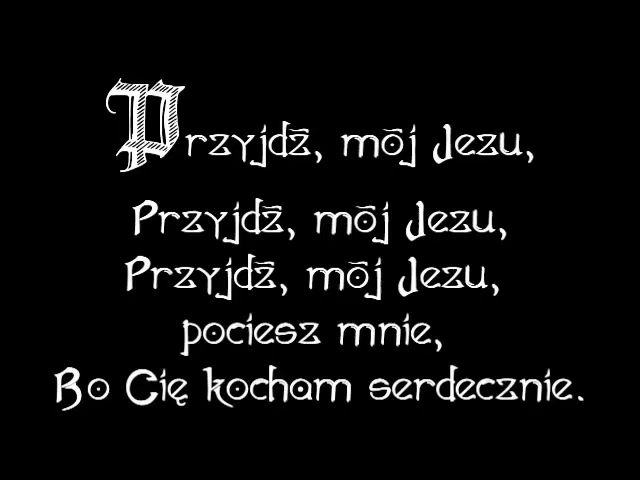 Przyjdź, mój Jezu,
Przyjdź, mój Jezu,
Przyjdź, mój Jezu,
pociesz mnie,
Bo Cię kocham serdecznie.